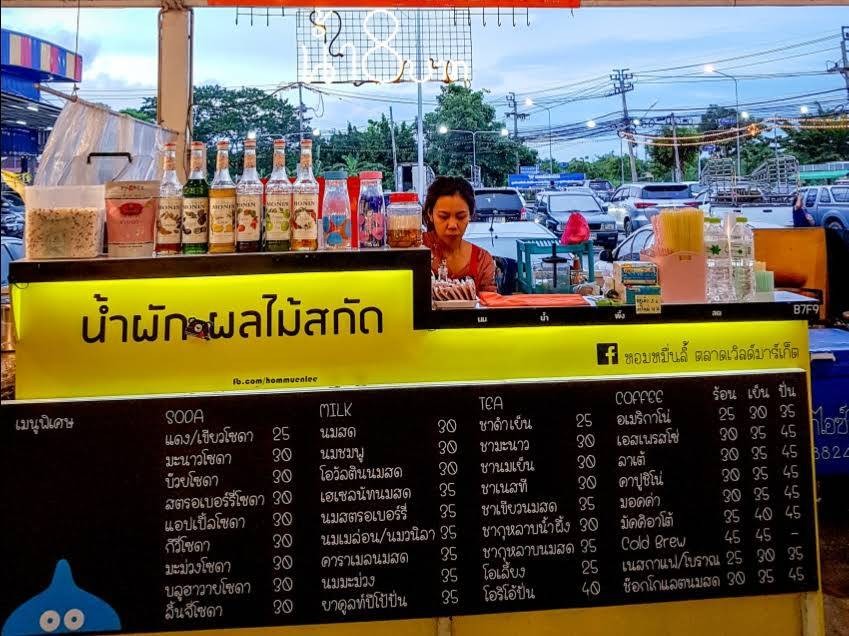 น้ำ 8 บาท
MONIN MONIN MONIN MONIN MONIN MONIN
น้ำผัก ผลไม้สกัด
fb.com/hommuenlee
นม น้ำ B7F9
หอมหมื่นลี้ ตลาดเวิลด์มาร์เก็ต
เมนูพิเศษ
SODA
แดง/เขียวโซดา 25
มะนาวโซดา 30
บ๊วยโซดา 30
สตรอเบอร์รี่โซดา 30
แอปเปิ้ลโซดา 30
กีวีโซดา 30
มะม่วงโซดา 30
บลูฮาวายโซดา 30
ลิ้นจี่โซดา 30
MILK
นมสด 30
นมชมพู 30
โอวัลตินนมสด 30
เฮเซลนัทนมสด 35
นมสตรอเบอร์รี่ 35
นมเมล่อน/นมวนิลา 35
คาราเมลนมสด 35
นมมะม่วง 35
ยาคูลท์ปีโป้ปั่น 35
TEA
ชาดำเย็น 25
ชามะนาว 30
ชานมเย็น 30
ชาเนสที 30
ชาเขียวนมสด 35
ชากุหลาบน้ำผึ้ง 30
ชากุหลาบนมสด 35
โอเลี้ยง 25
โอริโอ้ปั่น 40
COFFEE ร้อน เย็น ปั่น
อเมริกาโน่ 25 30 35
เอสเพรสโซ่ 30 35 45
ลาเต้ 30 35 45
คาปูชิโน่ 30 35 45
มอคค่า 30 35 45
มัคคิอาโต้ 35 40 45
Cold Brew 45 45 -
เนสกาแฟ/โบราณ 25 30 35
ช็อกโกแลตนมสด 30 35 45